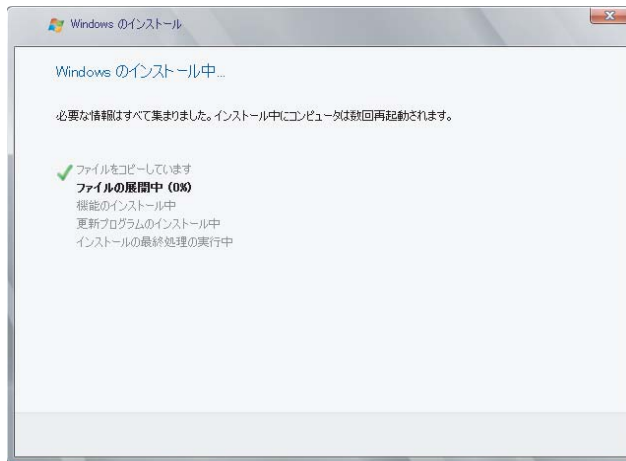 Windows のインストール
Windows のインストール中...
必要な情報はすべて集まりました。インストール中にコンピュータは数回再起動されます。
ファイルをコピーしています
ファイルの展開中 (0%)
機能のインストール中
更新プログラムのインストール中
インストールの最終処理の実行中